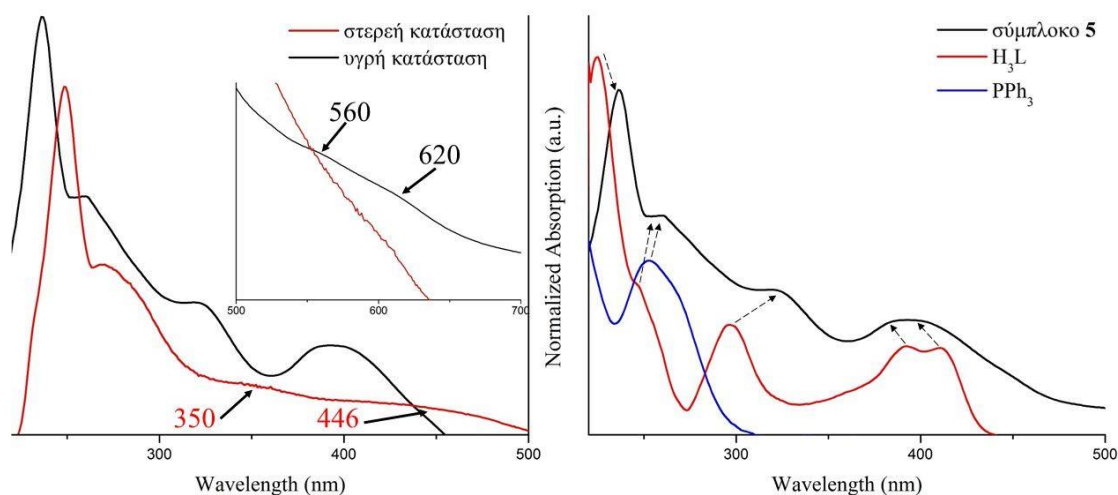 στερεή κατάσταση
υγρή κατάσταση
560
620
500
600
700
350
446
300
400
500
Wavelength (nm)
Normalized Absorption (a.u.)
σύμπλοκο 5
H₃L
PPh₃
300
400
500
Wavelength (nm)